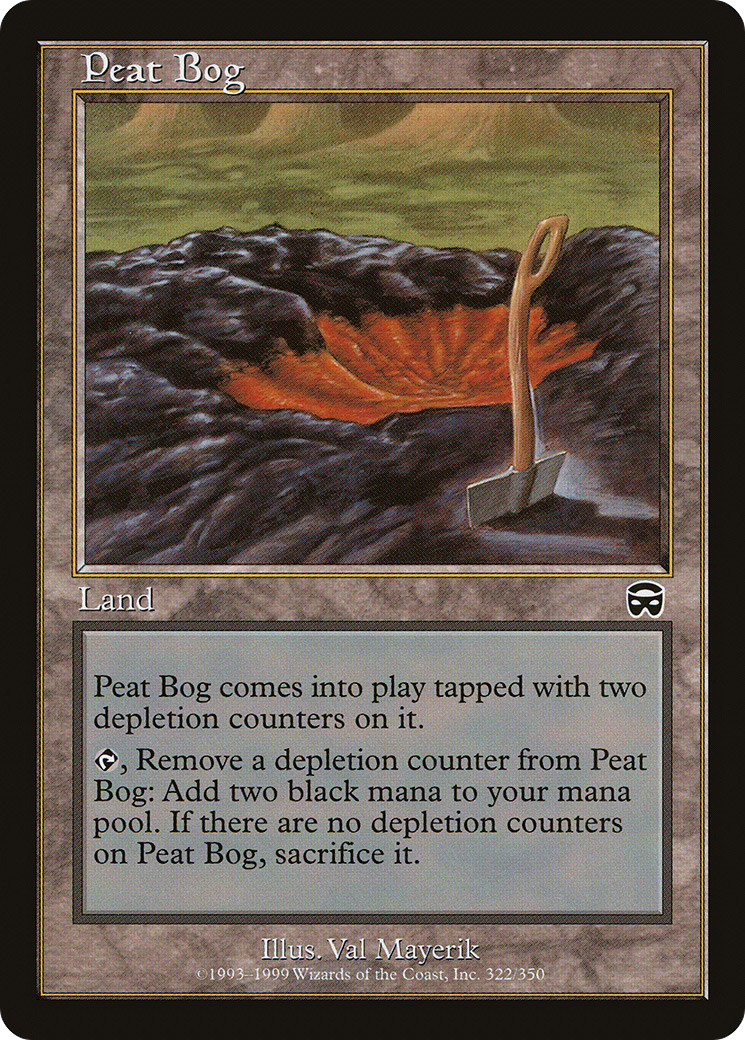 Peat Bog
Land
Peat Bog comes into play tapped with two
depletion counters on it.
, Remove a depletion counter from Peat
Bog: Add two black mana to your mana
pool. If there are no depletion counters
on Peat Bog, sacrifice it.
Illus. Val Mayerik
©1993–1999 Wizards of the Coast, Inc. 322/350